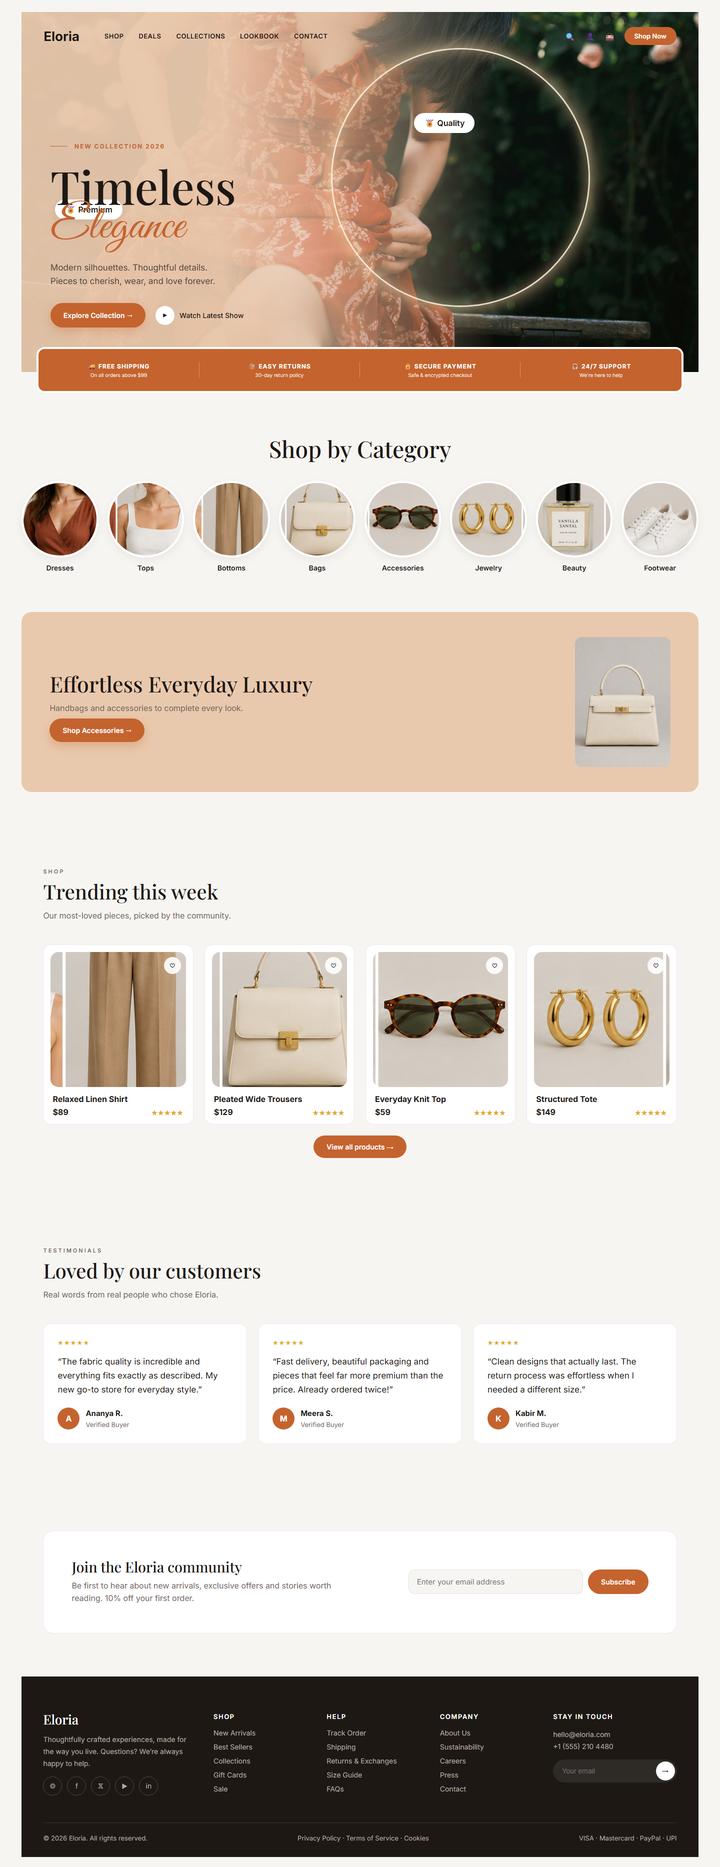 Eloria
SHOP DEALS COLLECTIONS LOOKBOOK CONTACT
Shop Now
Quality
NEW COLLECTION 2026
Timeless
Premium
Elegance
Modern silhouettes. Thoughtful details.
Pieces to cherish, wear, and love forever.
Explore Collection →
Watch Latest Show
FREE SHIPPING
On all orders above $99
EASY RETURNS
30-day return policy
SECURE PAYMENT
Safe & encrypted checkout
24/7 SUPPORT
We're here to help
Shop by Category
VANILLA
SANTAL
Dresses
Tops
Bottoms
Bags
Accessories
Jewelry
Beauty
Footwear
Effortless Everyday Luxury
Handbags and accessories to complete every look.
Shop Accessories →
SHOP
Trending this week
Our most-loved pieces, picked by the community.
Relaxed Linen Shirt
$89 ★★★★★
Pleated Wide Trousers
$129 ★★★★★
Everyday Knit Top
$59 ★★★★★
Structured Tote
$149 ★★★★★
View all products →
TESTIMONIALS
Loved by our customers
Real words from real people who chose Eloria.
★★★★★
“The fabric quality is incredible and
everything fits exactly as described. My
new go-to store for everyday style.”
A
Ananya R.
Verified Buyer
★★★★★
“Fast delivery, beautiful packaging and
pieces that feel far more premium than the
price. Already ordered twice!”
M
Meera S.
Verified Buyer
★★★★★
“Clean designs that actually last. The
return process was effortless when I
needed a different size.”
K
Kabir M.
Verified Buyer
Join the Eloria community
Be first to hear about new arrivals, exclusive offers and stories worth
reading. 10% off your first order.
Enter your email address
Subscribe
Eloria
Thoughtfully crafted experiences, made for
the way you live. Questions? We're always
happy to help.
f 𝕏 ▶ in
SHOP
New Arrivals
Best Sellers
Collections
Gift Cards
Sale
HELP
Track Order
Shipping
Returns & Exchanges
Size Guide
FAQs
COMPANY
About Us
Sustainability
Careers
Press
Contact
STAY IN TOUCH
hello@eloria.com
+1 (555) 210 4480
Your email
→
© 2026 Eloria. All rights reserved.
Privacy Policy · Terms of Service · Cookies
VISA · Mastercard · PayPal · UPI